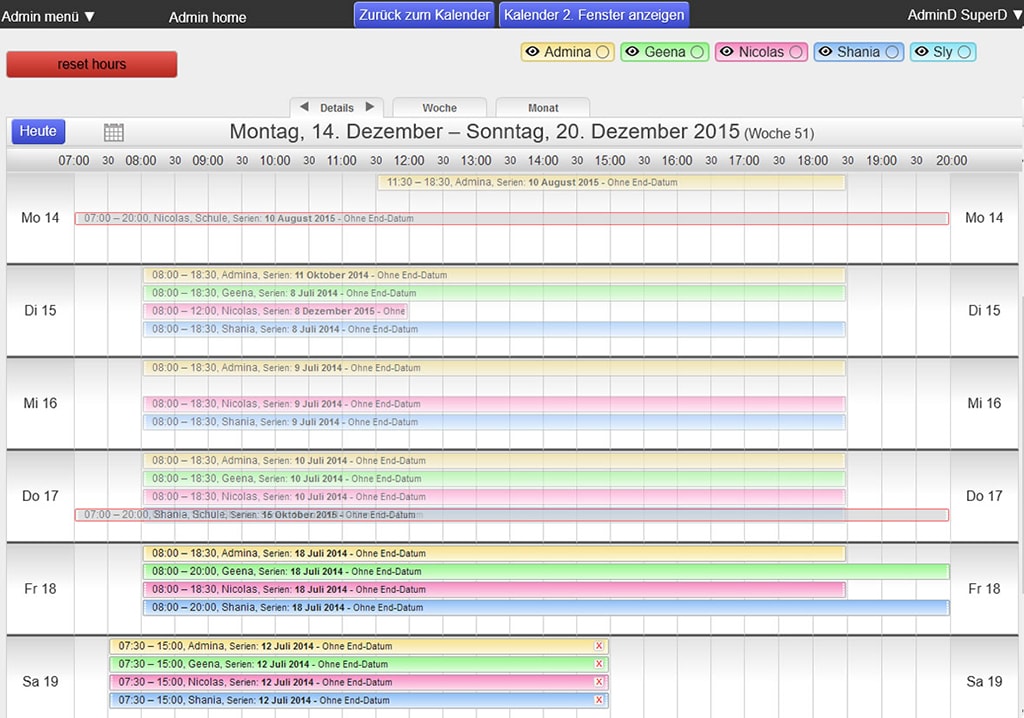 Admin menü ▼ Admin home Zurück zum Kalender Kalender 2. Fenster anzeigen AdminD SuperD ▼
reset hours Admina Geena Nicolas Shania Sly
◀ Details ▶ Woche Monat
Heute Montag, 14. Dezember – Sonntag, 20. Dezember 2015 (Woche 51)
07:00 30 08:00 30 09:00 30 10:00 30 11:00 30 12:00 30 13:00 30 14:00 30 15:00 30 16:00 30 17:00 30 18:00 30 19:00 30 20:00
11:30 – 18:30, Admina, Serien: 10 August 2015 - Ohne End-Datum
Mo 14 07:00 – 20:00, Nicolas, Schule, Serien: 10 August 2015 - Ohne End-Datum Mo 14
08:00 – 18:30, Admina, Serien: 11 Oktober 2014 - Ohne End-Datum
08:00 – 18:30, Geena, Serien: 8 Juli 2014 - Ohne End-Datum
Di 15 08:00 – 12:00, Nicolas, Serien: 8 Dezember 2015 - Ohne Di 15
08:00 – 18:30, Shania, Serien: 8 Juli 2014 - Ohne End-Datum
08:00 – 18:30, Admina, Serien: 9 Juli 2014 - Ohne End-Datum
Mi 16 08:00 – 18:30, Nicolas, Serien: 9 Juli 2014 - Ohne End-Datum Mi 16
08:00 – 18:30, Shania, Serien: 9 Juli 2014 - Ohne End-Datum
08:00 – 18:30, Admina, Serien: 10 Juli 2014 - Ohne End-Datum
08:00 – 18:30, Geena, Serien: 10 Juli 2014 - Ohne End-Datum
Do 17 08:00 – 18:30, Nicolas, Serien: 10 Juli 2014 - Ohne End-Datum Do 17
07:00 – 20:00, Shania, Schule, Serien: 15 Oktober 2015 - Ohne End-Datum
08:00 – 18:30, Admina, Serien: 18 Juli 2014 - Ohne End-Datum
08:00 – 20:00, Geena, Serien: 18 Juli 2014 - Ohne End-Datum
Fr 18 08:00 – 18:30, Nicolas, Serien: 18 Juli 2014 - Ohne End-Datum Fr 18
08:00 – 20:00, Shania, Serien: 18 Juli 2014 - Ohne End-Datum
07:30 – 15:00, Admina, Serien: 12 Juli 2014 - Ohne End-Datum x
07:30 – 15:00, Geena, Serien: 12 Juli 2014 - Ohne End-Datum x
Sa 19 07:30 – 15:00, Nicolas, Serien: 12 Juli 2014 - Ohne End-Datum x Sa 19
07:30 – 15:00, Shania, Serien: 12 Juli 2014 - Ohne End-Datum x